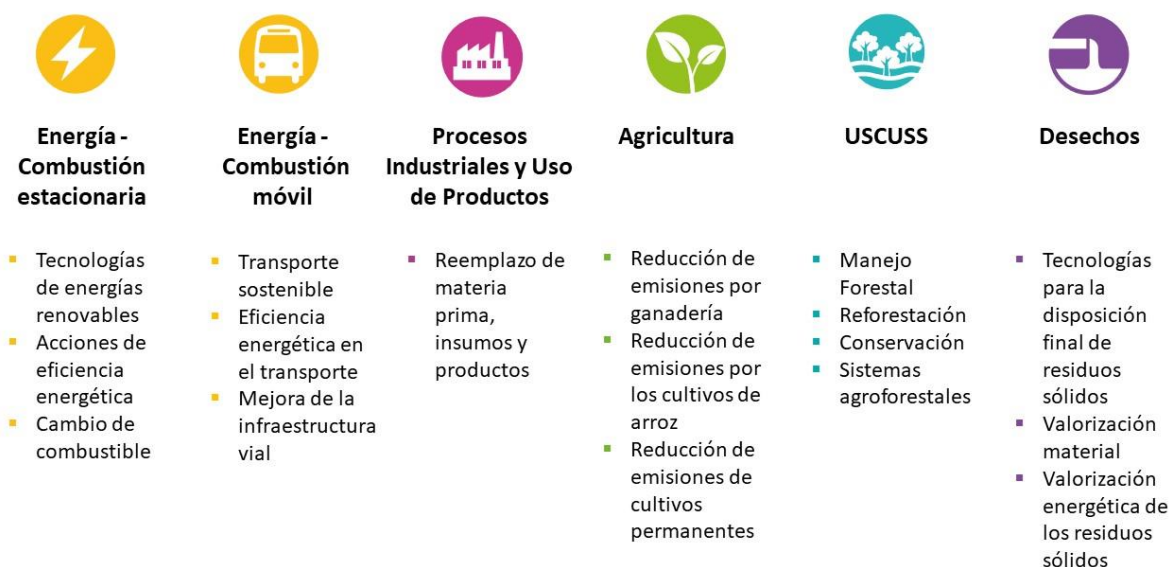 Energía -
Combustión
estacionaria
Tecnologías
de energías
renovables
Acciones de
eficiencia
energética
Cambio de
combustible
Energía -
Combustión
móvil
Transporte
sostenible
Eficiencia
energética en
el transporte
Mejora de la
infraestructura
vial
Procesos
Industriales y Uso
de Productos
Reemplazo de
materia
prima,
insumos y
productos
Agricultura
Reducción de
emisiones por
ganadería
Reducción de
emisiones por
los cultivos de
arroz
Reducción de
emisiones de
cultivos
permanentes
USCUSS
Manejo
Forestal
Reforestación
Conservación
Sistemas
agroforestales
Desechos
Tecnologías
para la
disposición
final de
residuos
sólidos
Valorización
material
Valorización
energética de
los residuos
sólidos